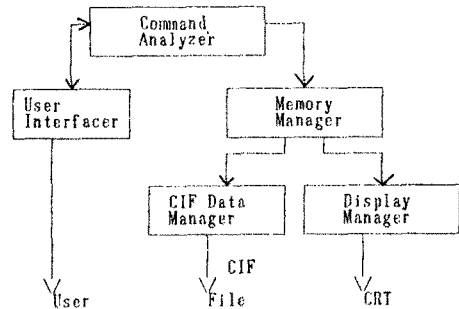 Command
Analyzer
User
Interfacer
Memory
Manager
CIF Data
Manager
Display
Manager
CIF
User
File
CRT